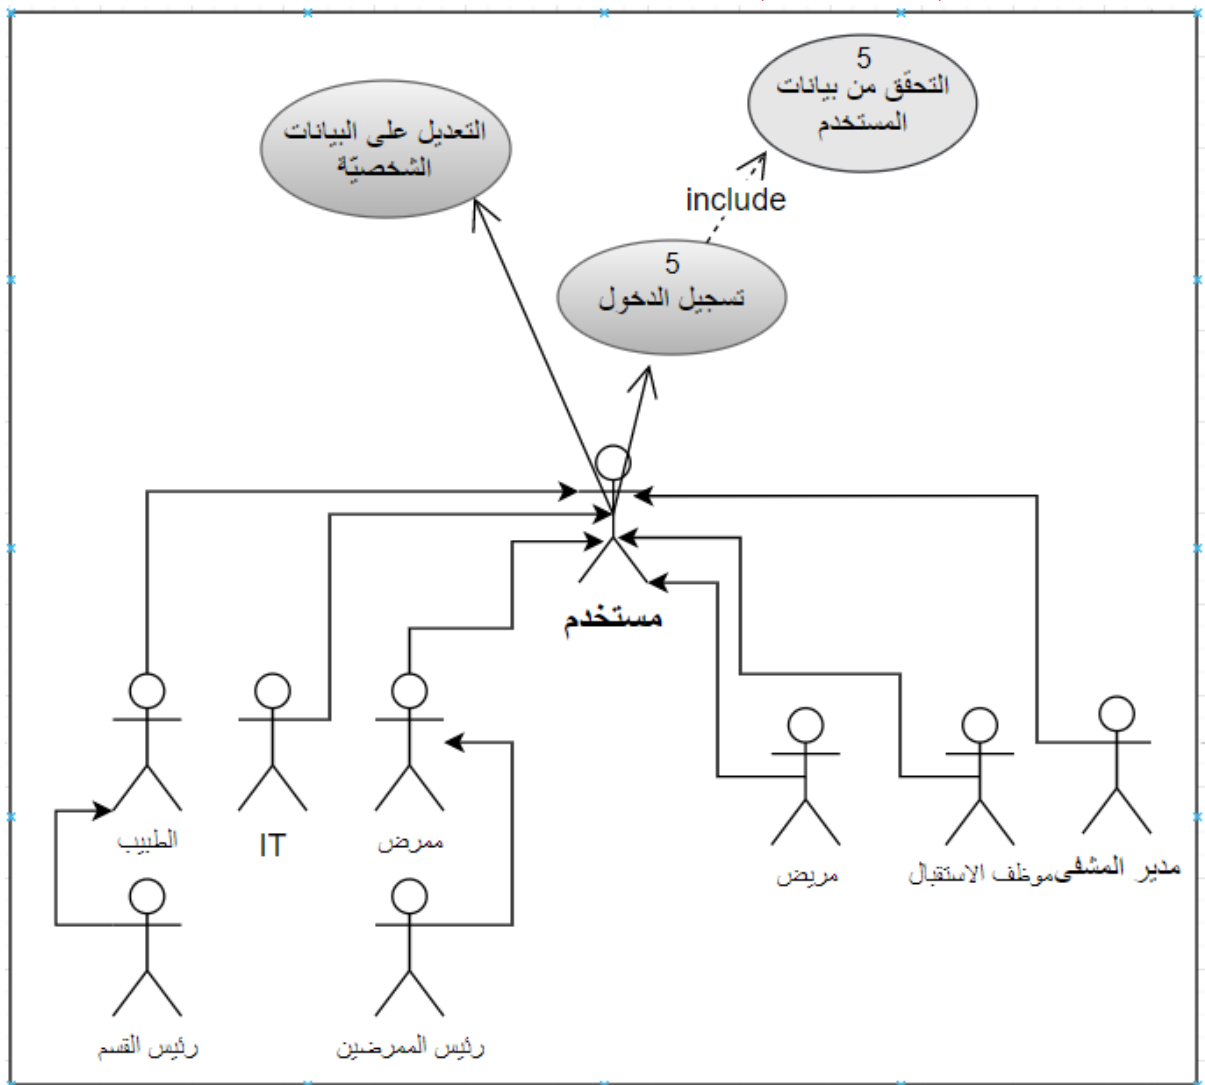 5
التحقّق من بيانات
المستخدم
التعديل على البيانات
الشخصيّة
include
5
تسجيل الدخول
مستخدم
الطبيب
IT
ممرض
مريض
موظف الاستقبال
مدير المشفى
رئيس القسم
رئيس الممرضين